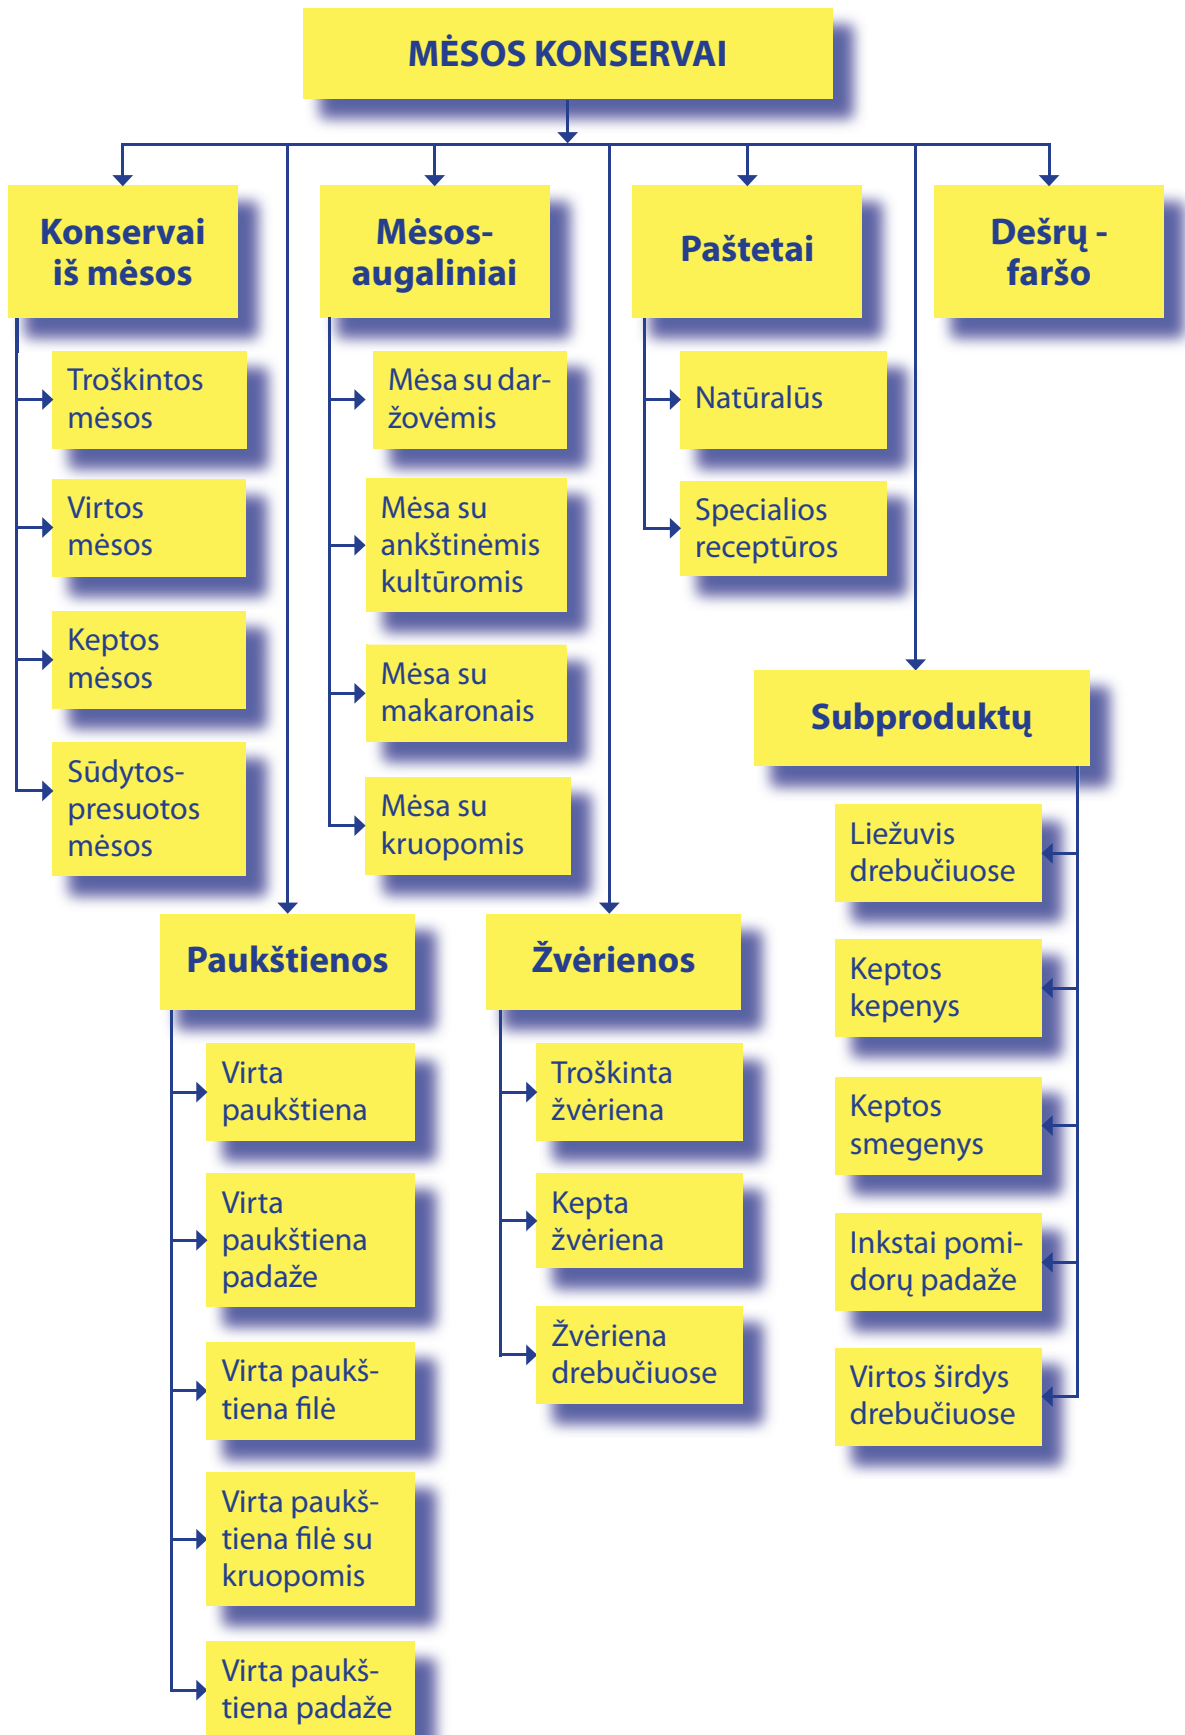 MĖSOS KONSERVAI
Konservai
iš mėsos
Troškintos
mėsos
Virtos
mėsos
Keptos
mėsos
Sūdytos-
presuotos
mėsos
Mėsos-
augaliniai
Mėsa su dar-
žovėmis
Mėsa su
ankštinėmis
kultūromis
Mėsa su
makaronais
Mėsa su
kruopomis
Paštetai
Natūralūs
Specialios
receptūros
Dešrų -
faršo
Subproduktų
Liežuvis
drebučiuose
Keptos
kepenys
Keptos
smegenys
Inkstai pomi-
dorų padaže
Virtos širdys
drebučiuose
Paukštienos
Virta
paukštiena
Virta
paukštiena
padaže
Virta paukš-
tiena filė
Virta paukš-
tiena filė su
kruopomis
Virta paukš-
tiena padaže
Žvėrienos
Troškinta
žvėriena
Kepta
žvėriena
Žvėriena
drebučiuose